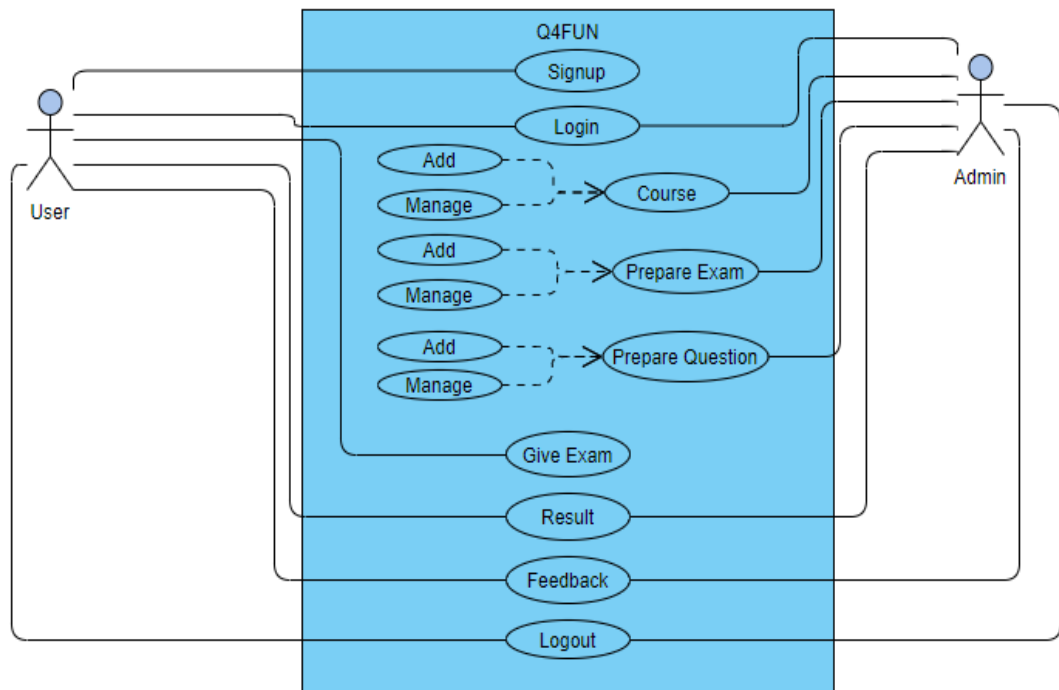 Q4FUN
Signup
Login
Add
Manage
Course
Add
Manage
Prepare Exam
Add
Manage
Prepare Question
Give Exam
Result
Feedback
Logout
User
Admin